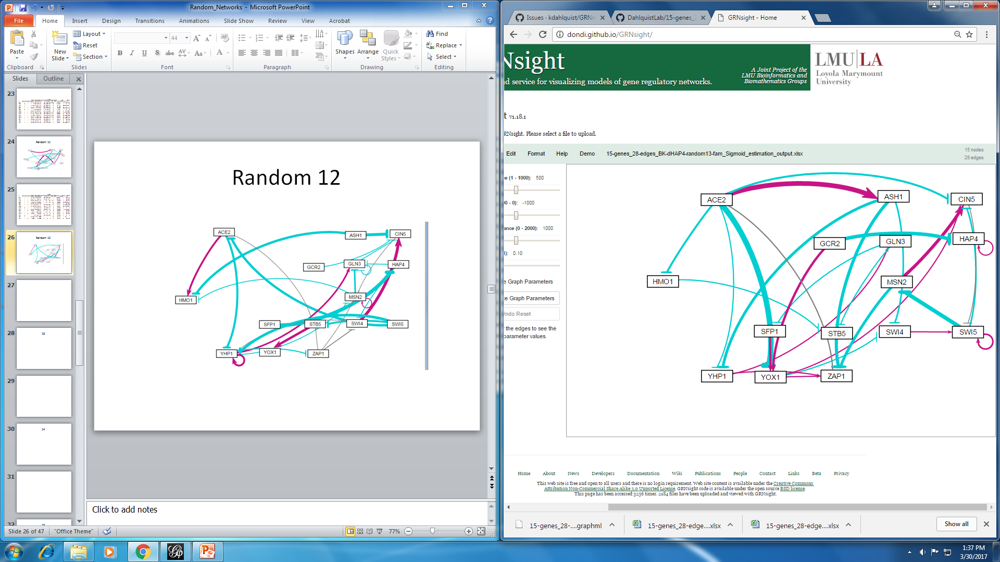 Random_Networks - Microsoft PowerPoint
File Home Insert Design Transitions Animations Slide Show Review View Acrobat
Paste
New
Slide
Layout
Reset
Section
44
B I U S abc AV Aa A
Shapes Arrange Quick
Styles
Find
Replace
Select
Clipboard Slides Font Paragraph Drawing Editing
Slides Outline
23
24
Random 11
25
26
Random 12
27
28
13
29
30
14
31
32
Random 12
ACE2
ASH1
CIN5
GCR2
GLN3
HAP4
HMO1
MSN2
SFP1
STB5
SWI4
SWI5
YHP1
YOX1
ZAP1
Click to add notes
Slide 26 of 47 "Office Theme" 77%
Issues · kdahlquist/GRNm
DahlquistLab/15-genes_2
GRNsight - Home
dondi.github.io/GRNsight/
Nsight
d service for visualizing models of gene regulatory networks.
A Joint Project of the
LMU Bioinformatics and
Biomathematics Groups
LMU|LA
Loyola Marymount
University
t v1.18.1
RNsight. Please select a file to upload.
Edit Format Help Demo 15-genes_28-edges_BK-dHAP4-random13-fam_Sigmoid_estimation_output.xlsx
15 nodes
28 edges
ce (1 - 1000): 500
00 - 0): -1000
ance (0 - 2000): 1000
l): 0.10
e Graph Parameters
ce Graph Parameters
Undo Reset
r the edges to see the
parameter values.
ACE2
ASH1
CIN5
GCR2
GLN3
HAP4
HMO1
MSN2
SFP1
STB5
SWI4
SWI5
YHP1
YOX1
ZAP1
Home About News Developers Documentation Wiki Publications People Contact Links Beta Privacy
This web site is free and open to all users and there is no login requirement. Web site content is available under the Creative Commons
Attribution Non-Commercial Share Alike 3.0 Unported License. GRNsight code is available under the open source BSD license.
This page has been accessed 3236 times. 2184 files have been uploaded and viewed with GRNsight.
15-genes_28-....graphml
15-genes_28-edge....xlsx
15-genes_28-edge....xlsx
Show all
1:37 PM
3/30/2017